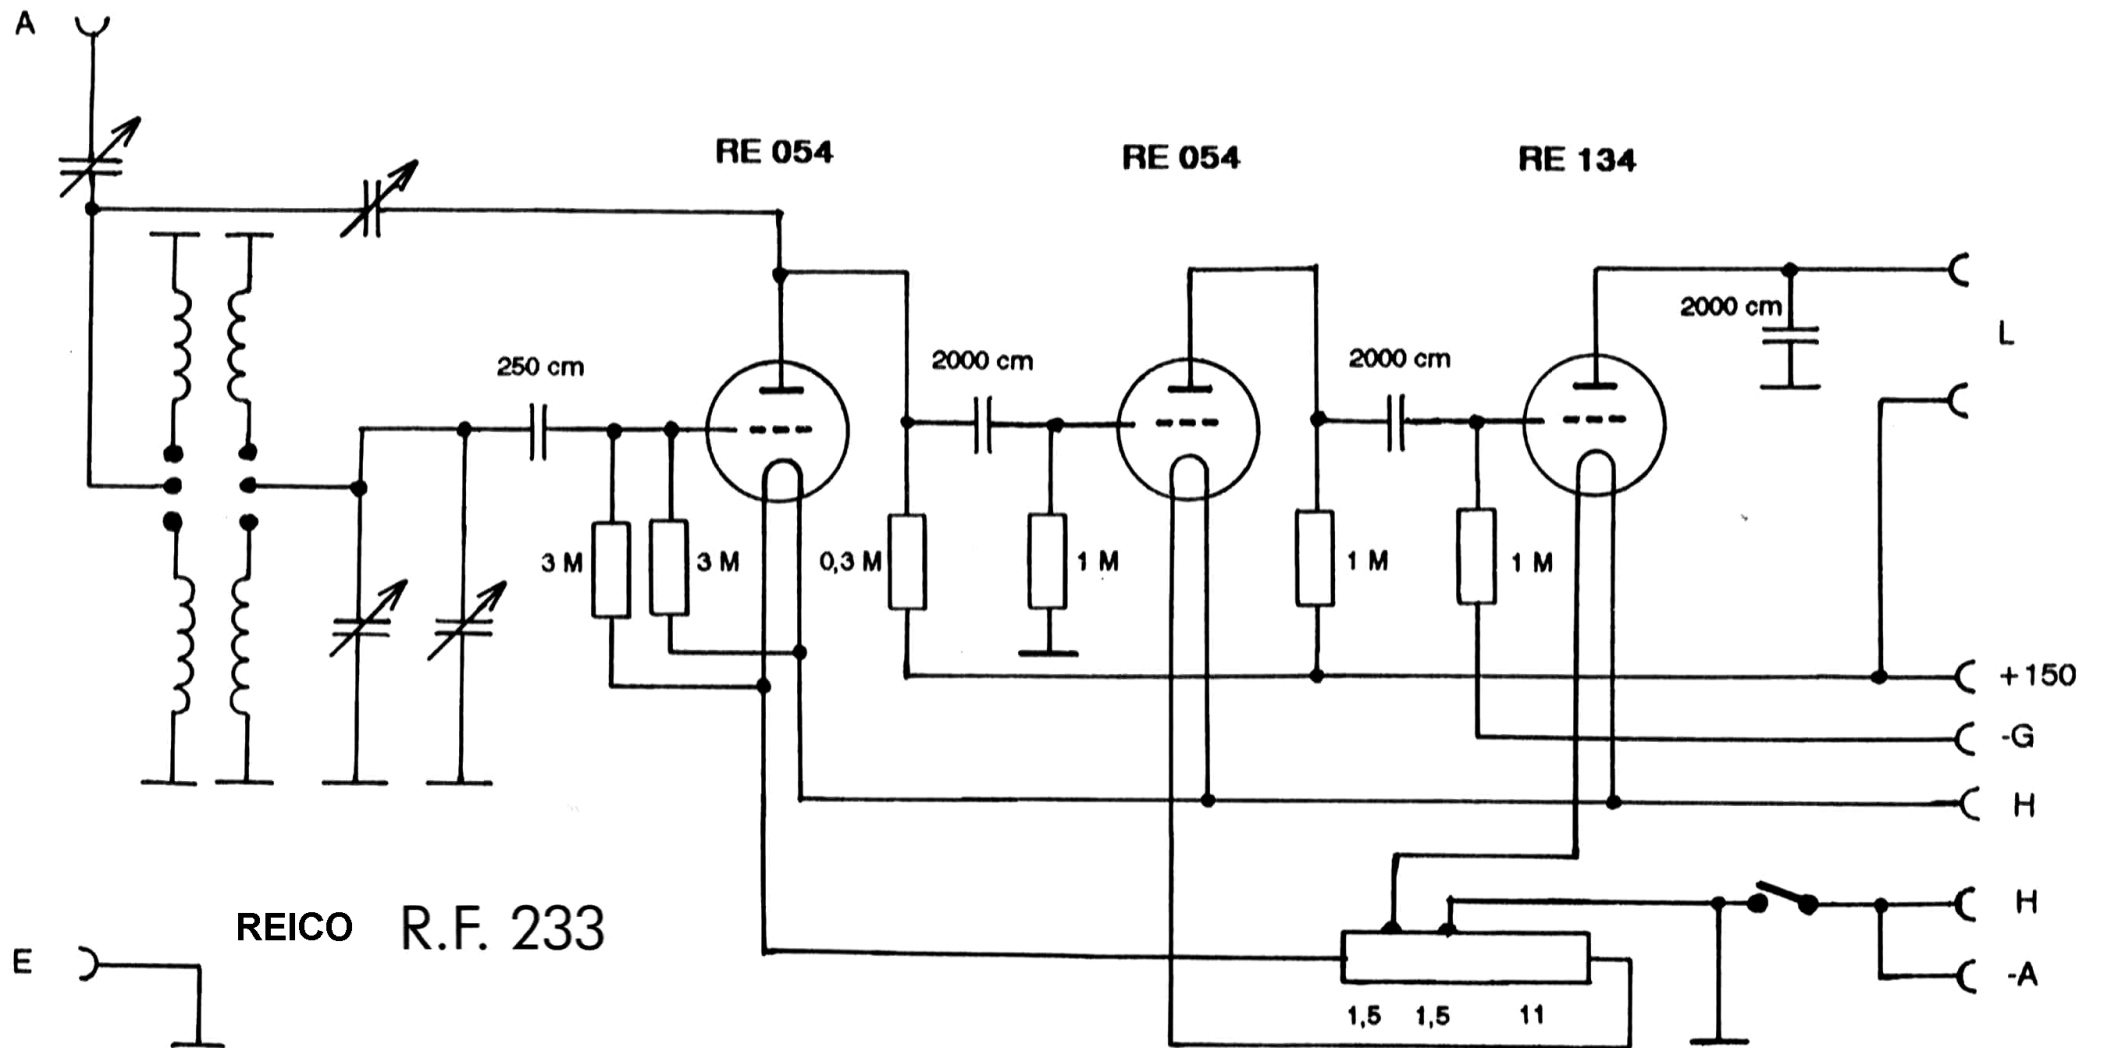 A
RE 054
RE 054
RE 134
2000 cm
L
250 cm
2000 cm
2000 cm
3 M
3 M
0,3 M
1 M
1 M
1 M
+150
-G
H
REICO R.F. 233
H
E
-A
1,5 1,5 11